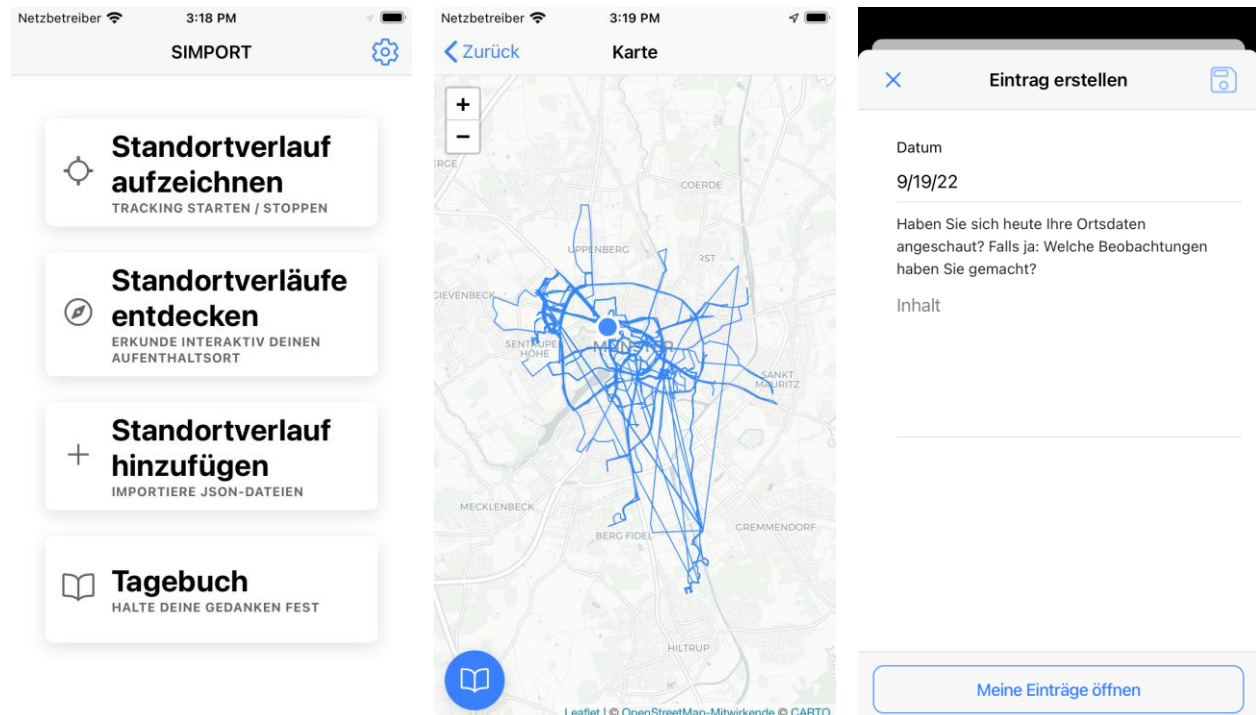 Netzbetreiber 3:18 PM
SIMPORT
Standortverlauf
aufzeichnen
TRACKING STARTEN / STOPPEN
Standortverläufe
entdecken
ERKUNDE INTERAKTIV DEINEN
AUFENTHALTSORT
Standortverlauf
hinzufügen
IMPORTIERE JSON-DATEIEN
Tagebuch
HALTE DEINE GEDANKEN FEST
Netzbetreiber 3:19 PM
Zurück Karte
+
−
COERDE
GIEVENBECK
SANKT
MAURITZ
MECKLENBECK
BERG FIDEL
GREMMENDORF
HILTRUP
Leaflet | © OpenStreetMap-Mitwirkende © CARTO
Eintrag erstellen
Datum
9/19/22
Haben Sie sich heute Ihre Ortsdaten
angeschaut? Falls ja: Welche Beobachtungen
haben Sie gemacht?
Inhalt
Meine Einträge öffnen